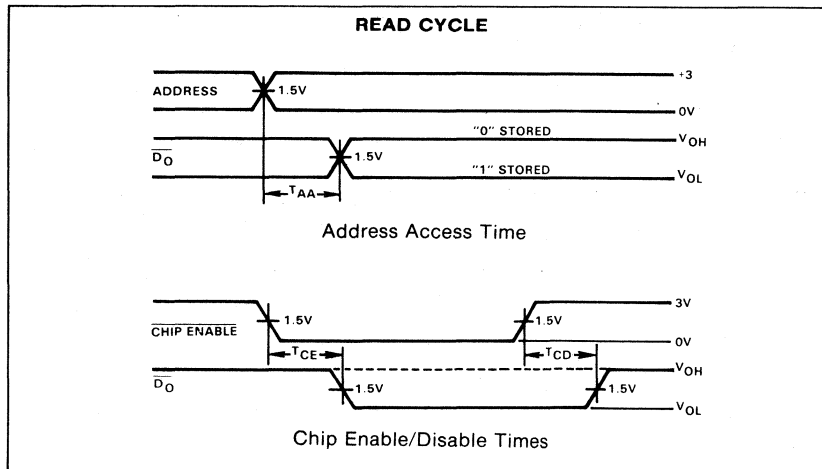 READ CYCLE
+3
ADDRESS
1.5V
0V
"0" STORED
VOH
DO
1.5V
"1" STORED
VOL
TAA
Address Access Time
3V
CHIP ENABLE
1.5V
1.5V
0V
TCE
TCD
VOH
DO
1.5V
1.5V
VOL
Chip Enable/Disable Times